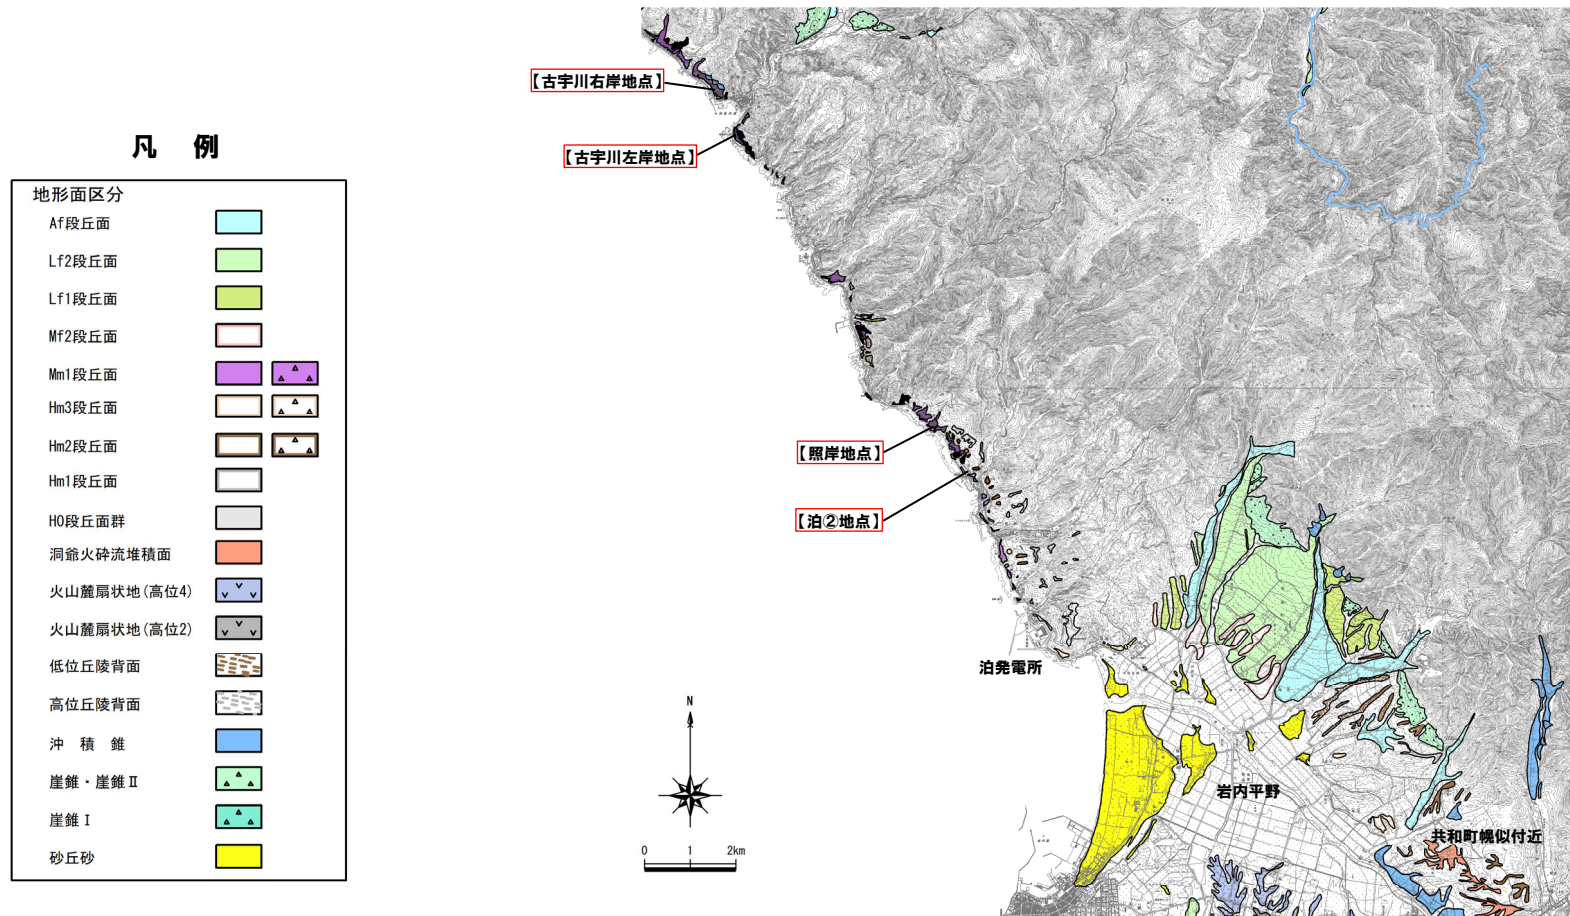 凡 例
地形面区分
Af段丘面
Lf2段丘面
Lf1段丘面
Mf2段丘面
Mm1段丘面
Hm3段丘面
Hm2段丘面
Hm1段丘面
H0段丘面群
洞爺火砕流堆積面
火山麓扇状地(高位4)
火山麓扇状地(高位2)
低位丘陵背面
高位丘陵背面
沖 積 錐
崖錐・崖錐Ⅱ
崖錐Ⅰ
砂丘砂
【古宇川右岸地点】
【古宇川左岸地点】
【照岸地点】
【泊②地点】
泊発電所
岩内平野
共和町幌似付近
N
0 1 2km